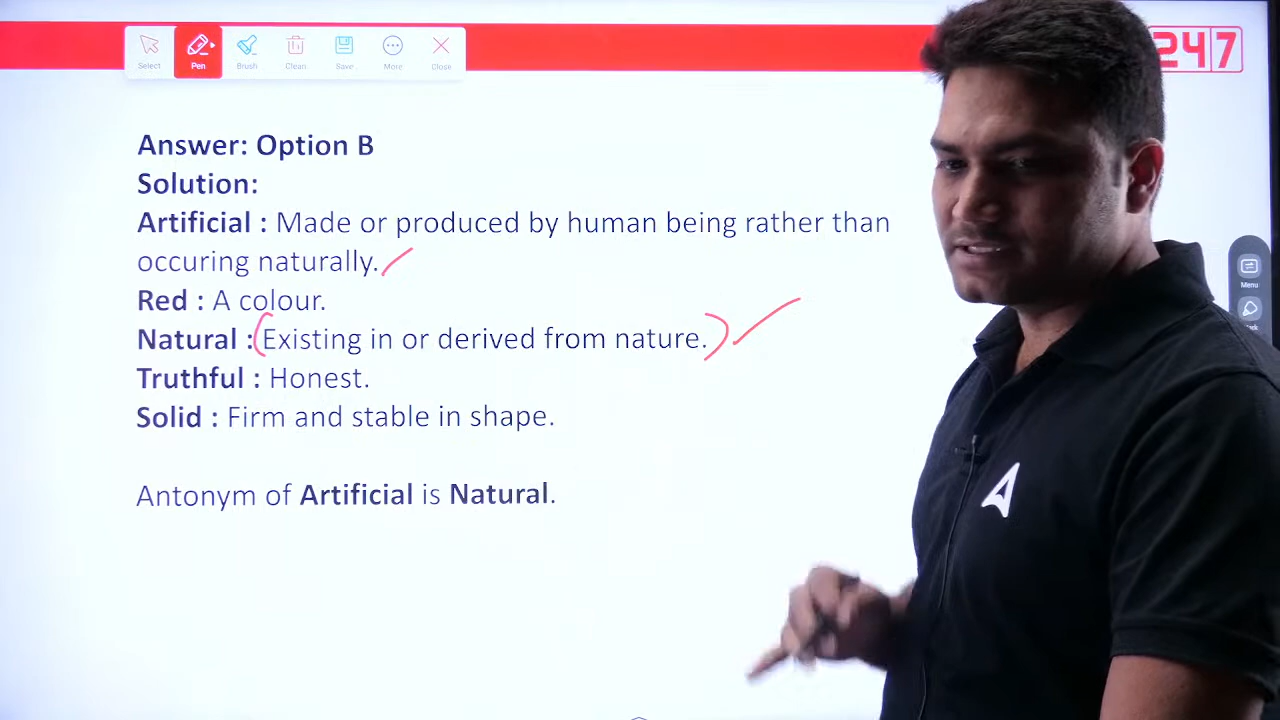 Select
Pen
Brush
Clean
Save
More
Close
247
Answer: Option B
Solution:
Artificial : Made or produced by human being rather than
occuring naturally.
Red : A colour.
Natural : Existing in or derived from nature.
Truthful : Honest.
Solid : Firm and stable in shape.
Antonym of Artificial is Natural.
Menu